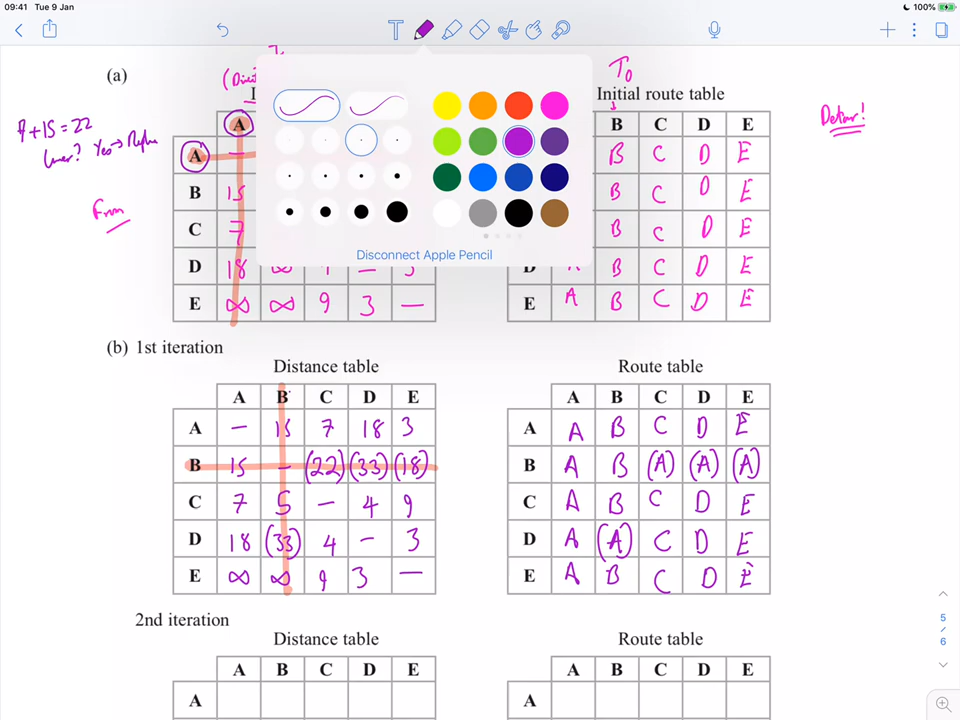 09:41 Tue 9 Jan
100%
T
(a)
T0
Initial route table
Detour!
7+15=22
Lower? Yes→
From
A
B C D E
A - B C D E
B 15 B C D E
C 7 B C D E
D 18 ∞ B C D E
E ∞ ∞ 9 3 — E A B C D E
Disconnect Apple Pencil
(b) 1st iteration
Distance table Route table
A B C D E A B C D E
A - 15 7 18 3 A A B C D E
B 15 - (22) (33) (18) B A B (A) (A) (A)
C 7 5 - 4 9 C A B C D E
D 18 (33) 4 - 3 D A (A) C D E
E ∞ ∞ 9 3 — E A B C D E
2nd iteration
Distance table Route table
A B C D E A B C D E
A A
5
6